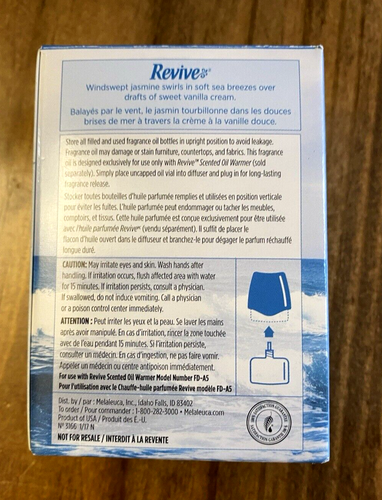 Revive
Windswept jasmine swirls in soft sea breezes over
drafts of sweet vanilla cream.
Balayés par le vent, le jasmin tourbillonne dans les douces
brises de mer à travers la crème à la vanille douce.
Store all filled and used fragrance oil bottles in upright position to avoid leakage.
Fragrance oil may damage or stain furniture, countertops, and fabrics. This fragrance
oil is designed exclusively for use only with Revive™ Scented Oil Warmer (sold
separately). Simply place uncapped oil vial into diffuser and plug in for long-lasting
fragrance release.
Stocker toutes bouteilles d'huile parfumée remplies et utilisées en position verticale
pour éviter les fuites. L'huile parfumée peut endommager ou tacher les meubles,
comptoirs, et tissus. Cette huile parfumée est conçue exclusivement pour être utilisée
avec l'huile parfumée Revive® (vendu séparément). Il suffit de placer le
flacon d'huile ouvert dans le diffuseur et branchez-le pour dégager le parfum réchauffé
longue duré.
CAUTION: May irritate eyes and skin. Wash hands after
handling. If irritation occurs, flush affected area with water
for 15 minutes. If irritation persists, consult a physician.
If swallowed, do not induce vomiting. Call a physician
or a poison control center immediately.
ATTENTION : Peut irriter les yeux et la peau. Se laver les mains
après avoir manipulé. En cas d'irritation, rincer la zone touchée
avec de l'eau pendant 15 minutes. Si l'irritation persiste,
consulter un médecin. En cas d'ingestion, ne pas faire vomir.
Appeler un médecin ou centre antipoison immédiatement.
For use with Revive Scented Oil Warmer Model Number FD-A5
Pour l'utilisation avec le Chauffe-huile parfumée Revive modèle FD-A5
Dist. by / par : Melaleuca, Inc., Idaho Falls, ID 83402
To order / Pour commander : 1-800-282-3000 • Melaleuca.com
Product of USA / Produit des É.-U.
N° 3166 1/17 N
NOT FOR RESALE / INTERDIT À LA REVENTE